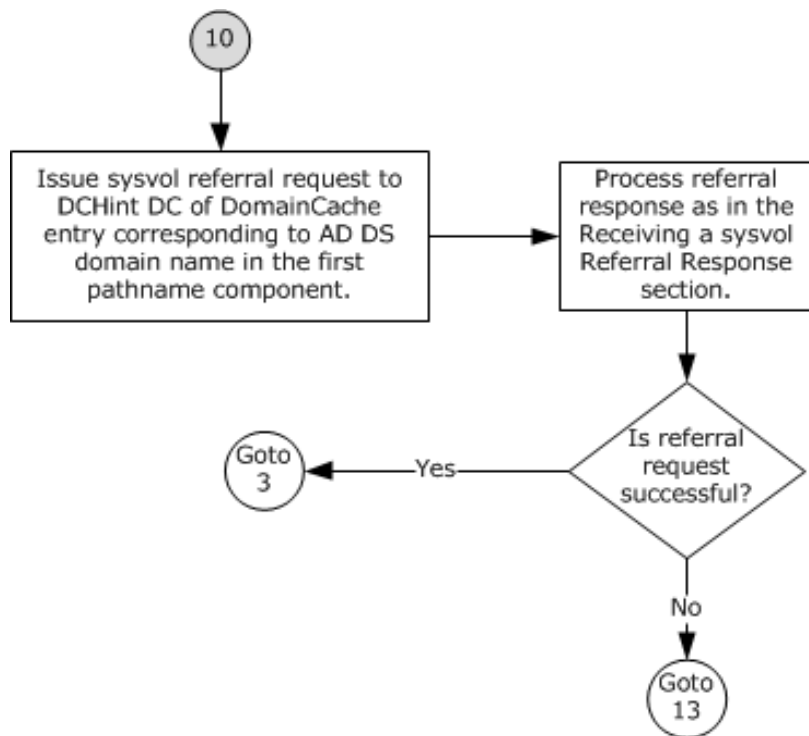 10
Issue sysvol referral request to
DCHint DC of DomainCache
entry corresponding to AD DS
domain name in the first
pathname component.
Process referral
response as in the
Receiving a sysvol
Referral Response
section.
Is referral
request
successful?
Yes
Goto
3
No
Goto
13